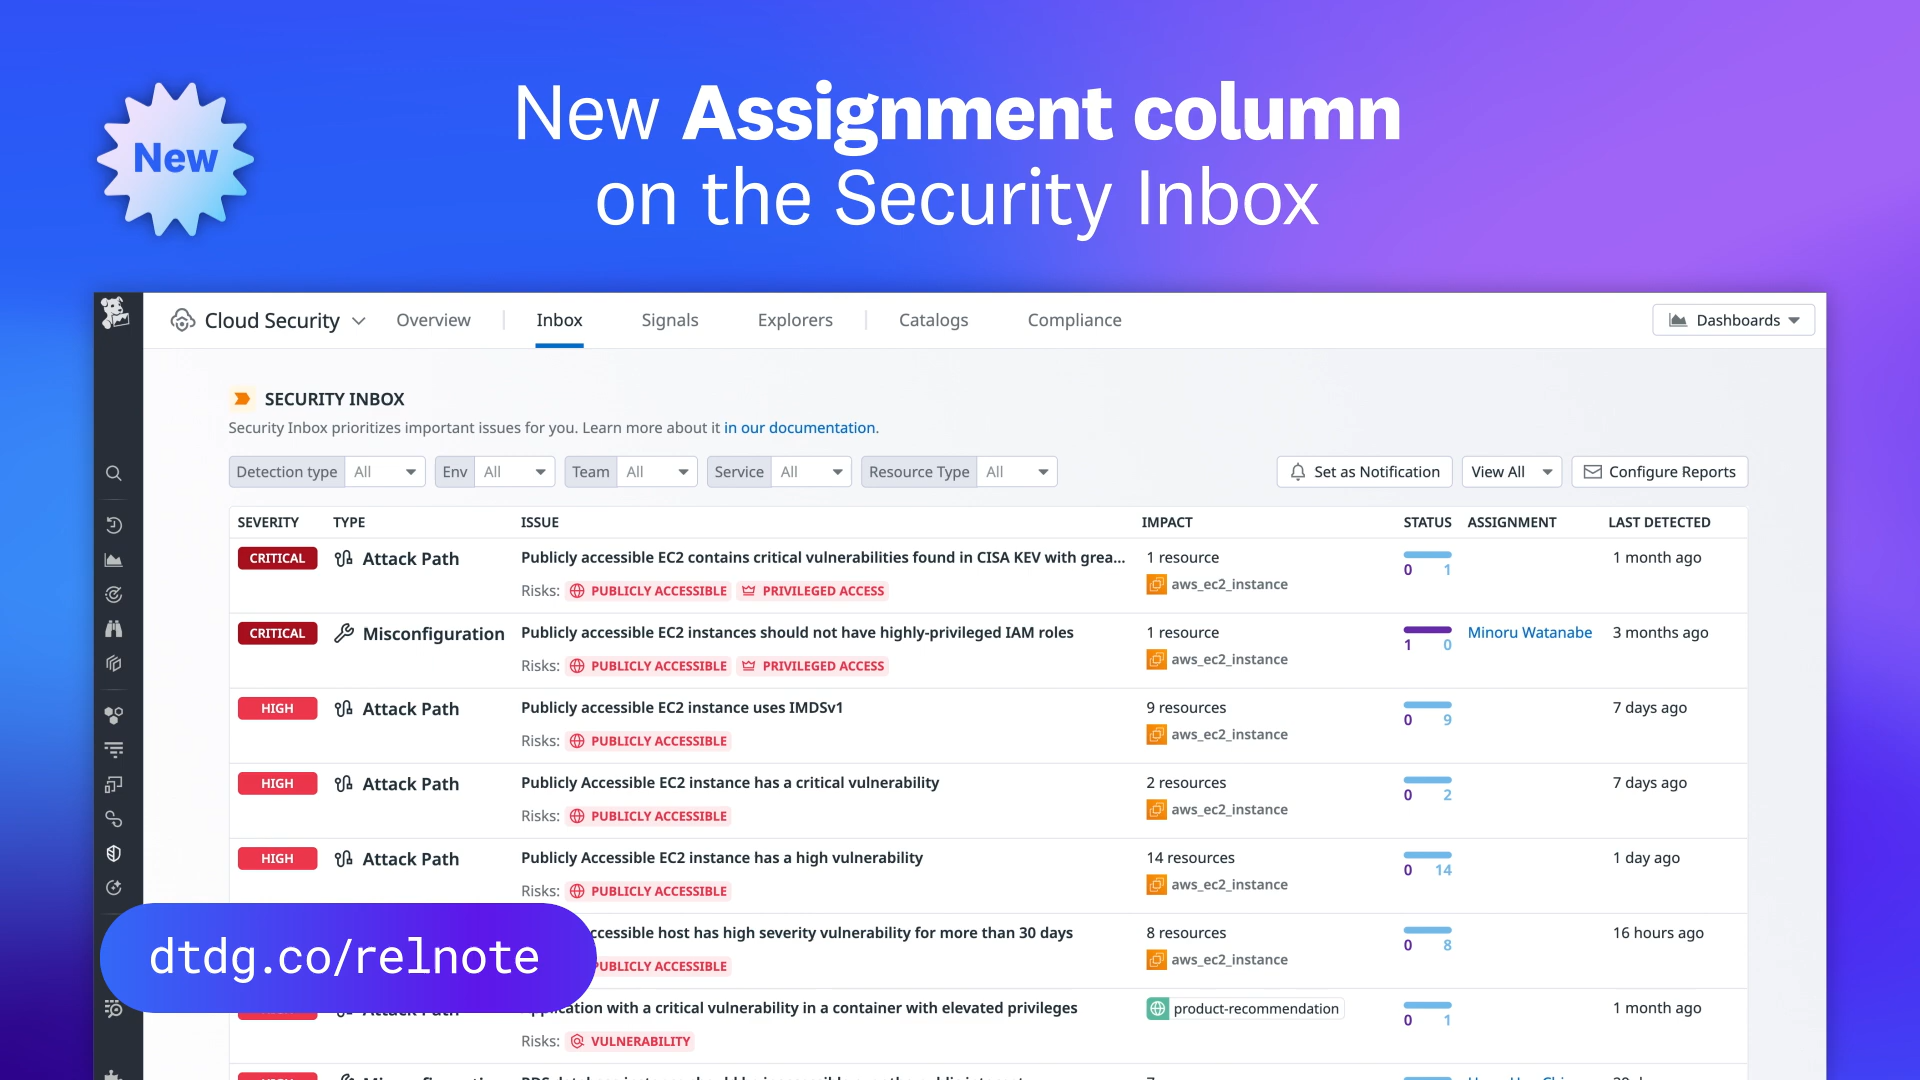 New
New Assignment column
on the Security Inbox
Cloud Security
Overview
Inbox
Signals
Explorers
Catalogs
Compliance
Dashboards
SECURITY INBOX
Security Inbox prioritizes important issues for you. Learn more about it in our documentation.
Detection type All
Env All
Team All
Service All
Resource Type All
Set as Notification
View All
Configure Reports
SEVERITY TYPE ISSUE IMPACT STATUS ASSIGNMENT LAST DETECTED
CRITICAL Attack Path Publicly accessible EC2 contains critical vulnerabilities found in CISA KEV with grea... 1 resource 1 month ago
Risks: PUBLICLY ACCESSIBLE PRIVILEGED ACCESS aws_ec2_instance 0 1
CRITICAL Misconfiguration Publicly accessible EC2 instances should not have highly-privileged IAM roles 1 resource Minoru Watanabe 3 months ago
Risks: PUBLICLY ACCESSIBLE PRIVILEGED ACCESS aws_ec2_instance 1 0
HIGH Attack Path Publicly accessible EC2 instance uses IMDSv1 9 resources 7 days ago
Risks: PUBLICLY ACCESSIBLE aws_ec2_instance 0 9
HIGH Attack Path Publicly Accessible EC2 instance has a critical vulnerability 2 resources 7 days ago
Risks: PUBLICLY ACCESSIBLE aws_ec2_instance 0 2
HIGH Attack Path Publicly Accessible EC2 instance has a high vulnerability 14 resources 1 day ago
Risks: PUBLICLY ACCESSIBLE aws_ec2_instance 0 14
host has high severity vulnerability for more than 30 days 8 resources 16 hours ago
PUBLICLY ACCESSIBLE aws_ec2_instance 0 8
dtdg.co/relnote
with a critical vulnerability in a container with elevated privileges product-recommendation 1 month ago
Risks: VULNERABILITY 0 1